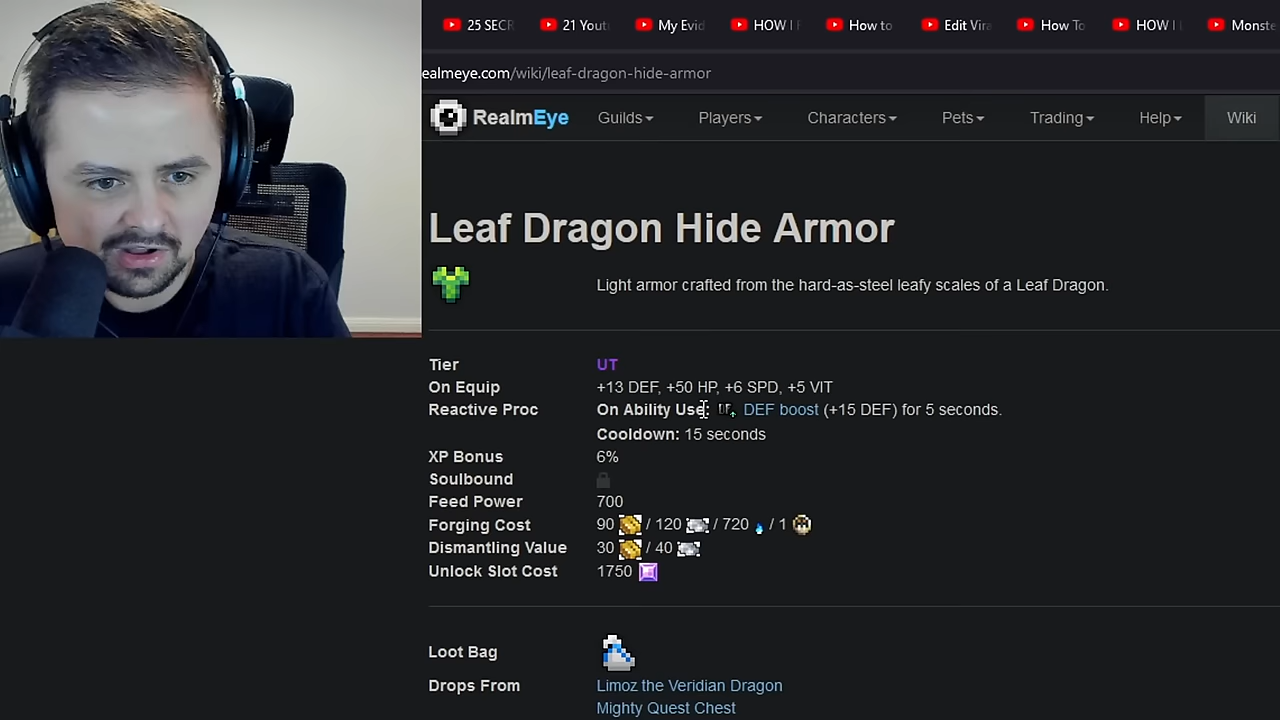 25 SECR
21 Yout
My Evid
HOW I
How to
Edit Vira
How To
HOW I
Monste
ealmeye.com/wiki/leaf-dragon-hide-armor
RealmEye
Guilds
Players
Characters
Pets
Trading
Help
Wiki
Leaf Dragon Hide Armor
Light armor crafted from the hard-as-steel leafy scales of a Leaf Dragon.
Tier UT
On Equip +13 DEF, +50 HP, +6 SPD, +5 VIT
Reactive Proc On Ability Use: DEF boost (+15 DEF) for 5 seconds.
Cooldown: 15 seconds
XP Bonus 6%
Soulbound
Feed Power 700
Forging Cost 90 / 120 / 720 / 1
Dismantling Value 30 / 40
Unlock Slot Cost 1750
Loot Bag
Drops From Limoz the Veridian Dragon
Mighty Quest Chest